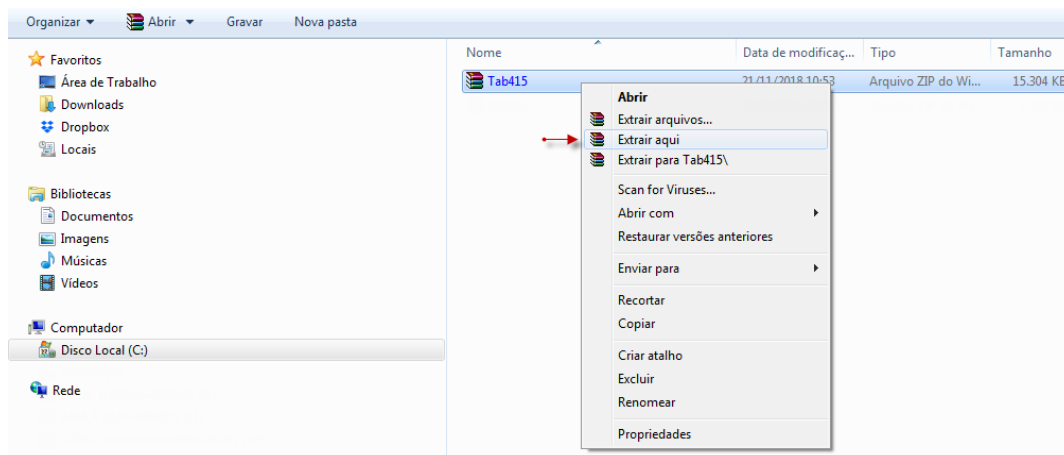 Organizar Abrir Gravar Nova pasta
Favoritos
Área de Trabalho
Downloads
Dropbox
Locais
Bibliotecas
Documentos
Imagens
Músicas
Vídeos
Computador
Disco Local (C:)
Rede
Nome Data de modificaç... Tipo Tamanho
Tab415 21/11/2018 10:53 Arquivo ZIP do Wi... 15.304 KB
Abrir
Extrair arquivos...
Extrair aqui
Extrair para Tab415\
Scan for Viruses...
Abrir com
Restaurar versões anteriores
Enviar para
Recortar
Copiar
Criar atalho
Excluir
Renomear
Propriedades